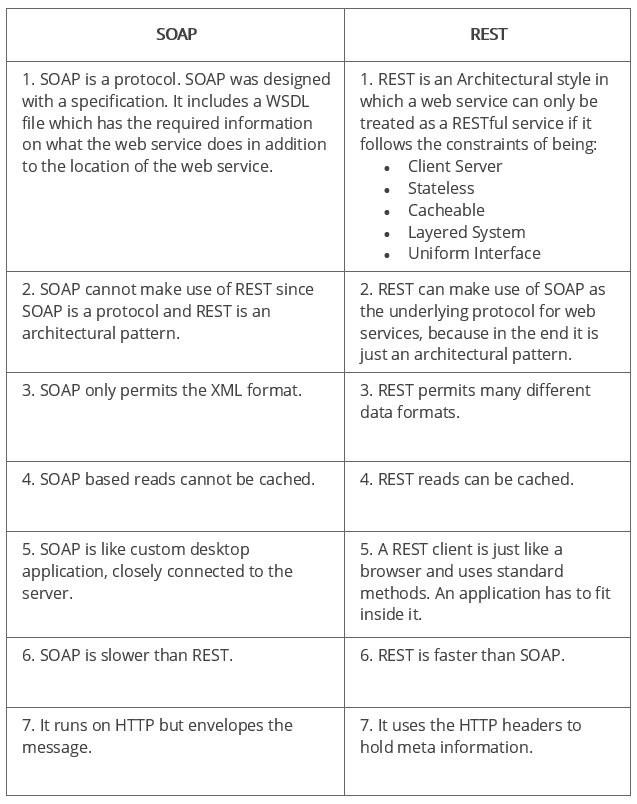 SOAP
REST
1. SOAP is a protocol. SOAP was designed
with a specification. It includes a WSDL
file which has the required information
on what the web service does in addition
to the location of the web service.
1. REST is an Architectural style in
which a web service can only be
treated as a RESTful service if it
follows the constraints of being:
• Client Server
• Stateless
• Cacheable
• Layered System
• Uniform Interface
2. SOAP cannot make use of REST since
SOAP is a protocol and REST is an
architectural pattern.
2. REST can make use of SOAP as
the underlying protocol for web
services, because in the end it is
just an architectural pattern.
3. SOAP only permits the XML format.
3. REST permits many different
data formats.
4. SOAP based reads cannot be cached.
4. REST reads can be cached.
5. SOAP is like custom desktop
application, closely connected to the
server.
5. A REST client is just like a
browser and uses standard
methods. An application has to fit
inside it.
6. SOAP is slower than REST.
6. REST is faster than SOAP.
7. It runs on HTTP but envelopes the
message.
7. It uses the HTTP headers to
hold meta information.